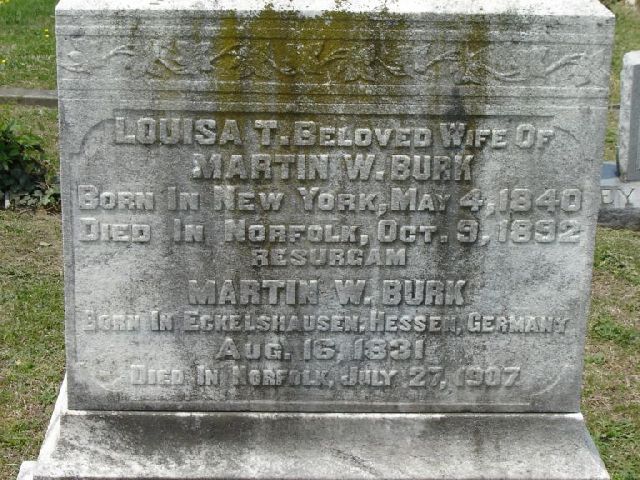 LOUISA T. BELOVED WIFE OF
MARTIN W. BURK
BORN IN NEW YORK, MAY 4, 1840
DIED IN NORFOLK, OCT. 9, 1892
RESURGAM
MARTIN W. BURK
BORN IN ECKELSHAUSEN, HESSEN, GERMANY
AUG. 16, 1831
DIED IN NORFOLK, JULY 27, 1907